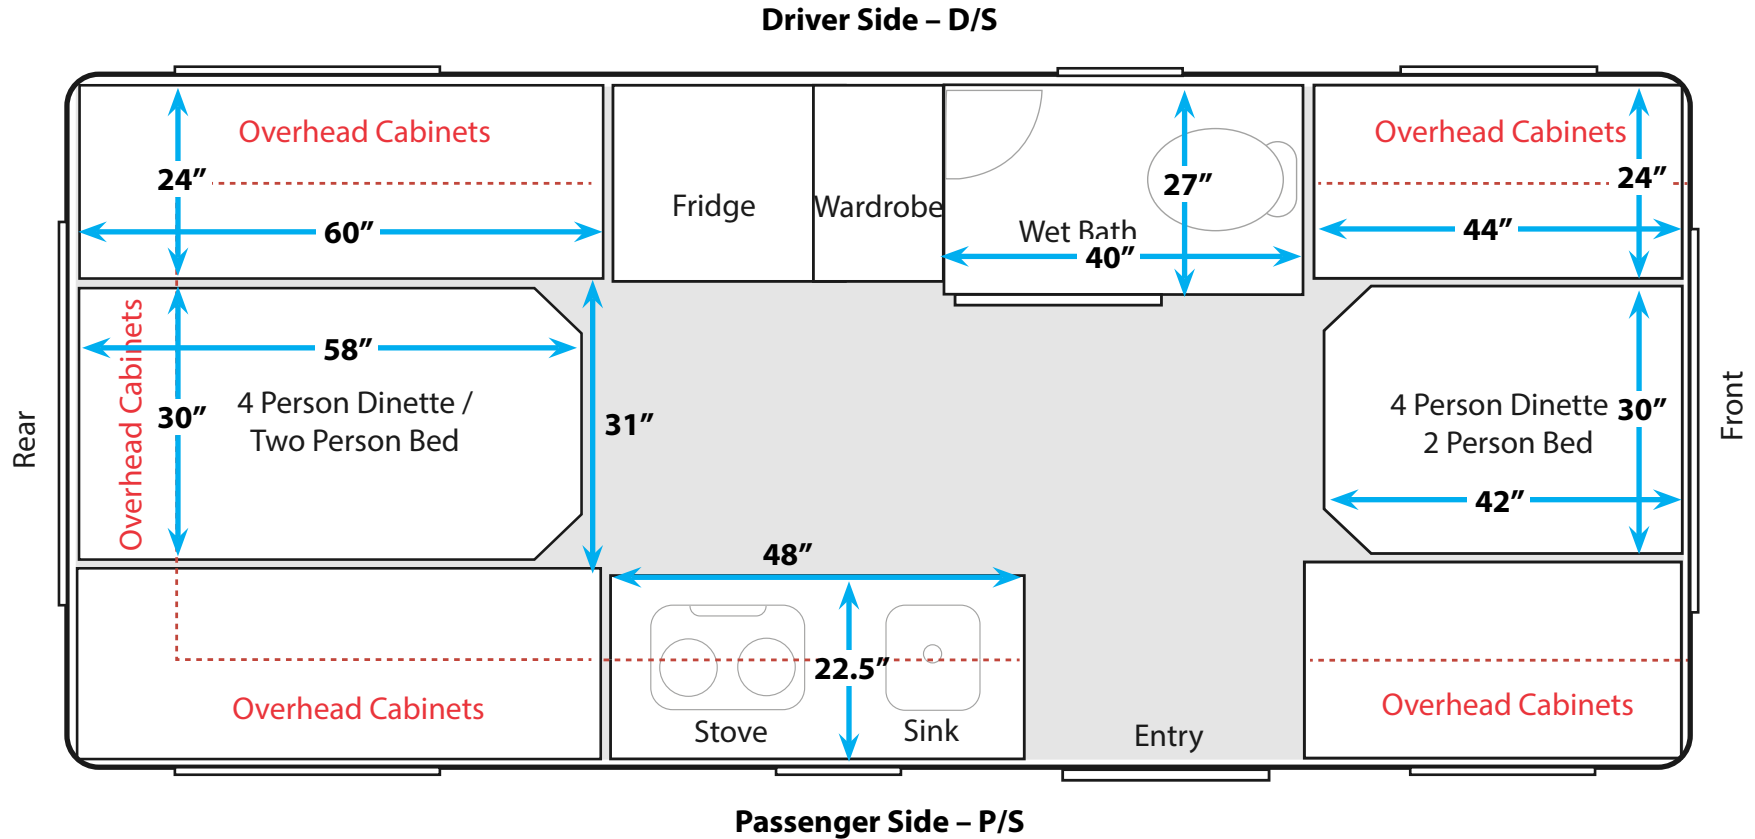 Driver Side – D/S
Overhead Cabinets
24”
60”
Fridge
Wardrobe
Wet Bath
27”
40”
Overhead Cabinets
24”
44”
Rear
Overhead Cabinets
58”
30”
4 Person Dinette /
Two Person Bed
31”
4 Person Dinette
2 Person Bed
30”
42”
Front
48”
22.5”
Stove
Sink
Overhead Cabinets
Entry
Overhead Cabinets
Passenger Side – P/S